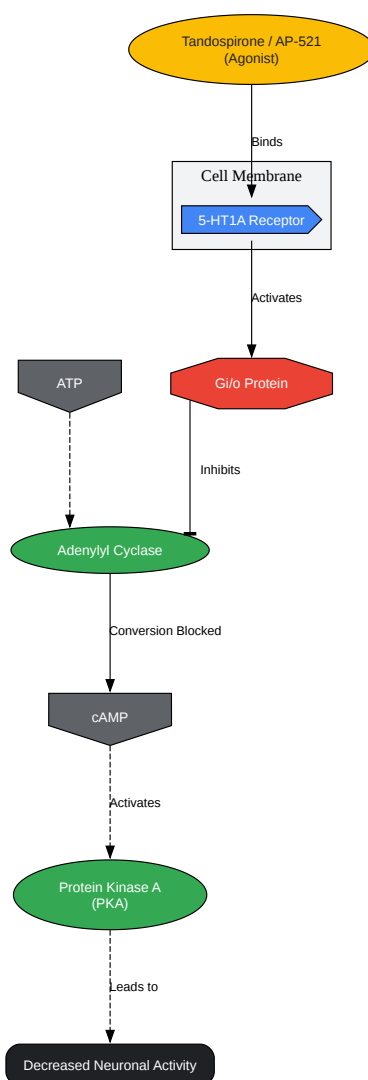 Tandospirone / AP-521
(Agonist)
Binds
Cell Membrane
5-HT1A Receptor
Activates
ATP
Gi/o Protein
Inhibits
Adenylyl Cyclase
Conversion Blocked
cAMP
Activates
Protein Kinase A
(PKA)
Leads to
Decreased Neuronal Activity